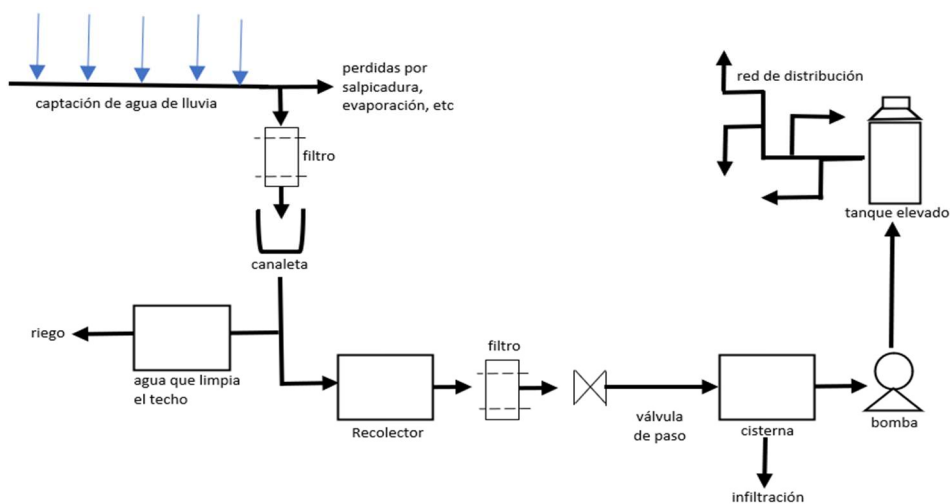 captación de agua de lluvia
perdidas por
salpicadura,
evaporación, etc
filtro
canaleta
riego
agua que limpia
el techo
Recolector
filtro
válvula
de paso
cisterna
infiltración
bomba
tanque elevado
red de distribución